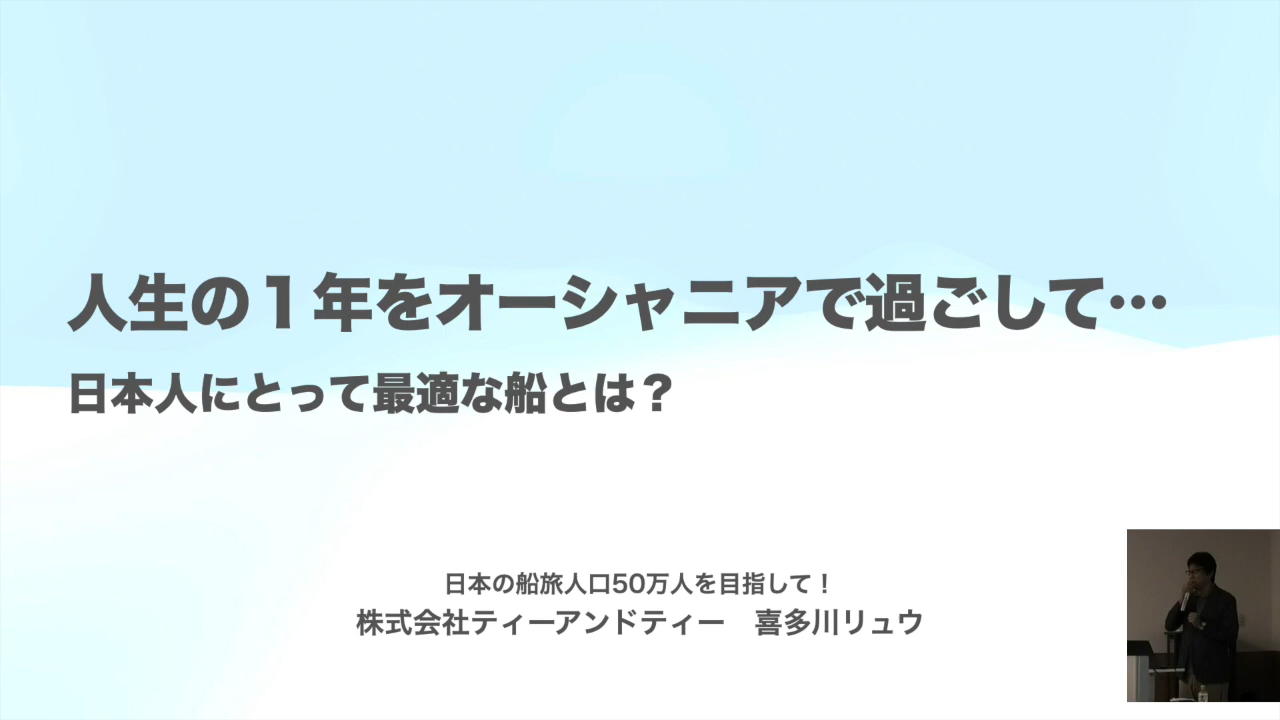 人生の１年をオーシャニアで過ごして…
日本人にとって最適な船とは？
日本の船旅人口50万人を目指して！
株式会社ティーアンドティー　喜多川リュウ